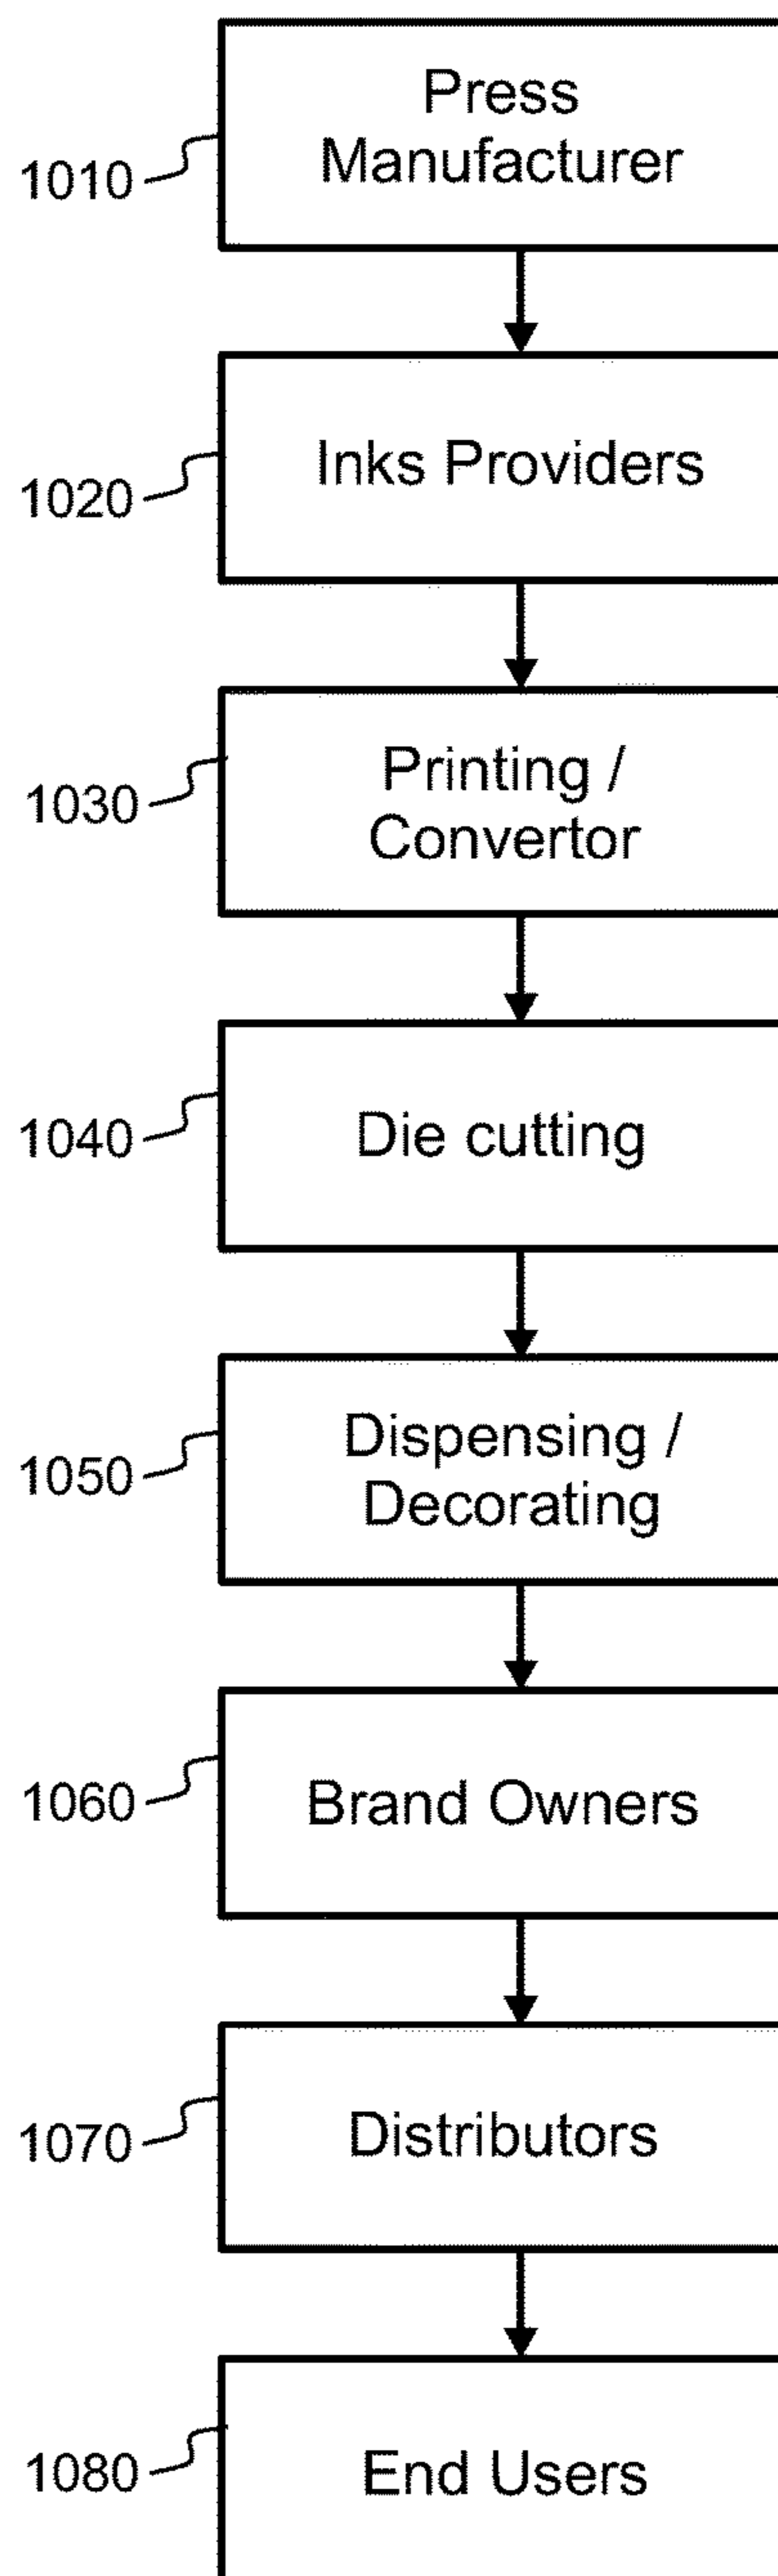 Press
Manufacturer
1010
Inks Providers
1020
Printing /
Convertor
1030
Die cutting
1040
Dispensing /
Decorating
1050
Brand Owners
1060
Distributors
1070
End Users
1080